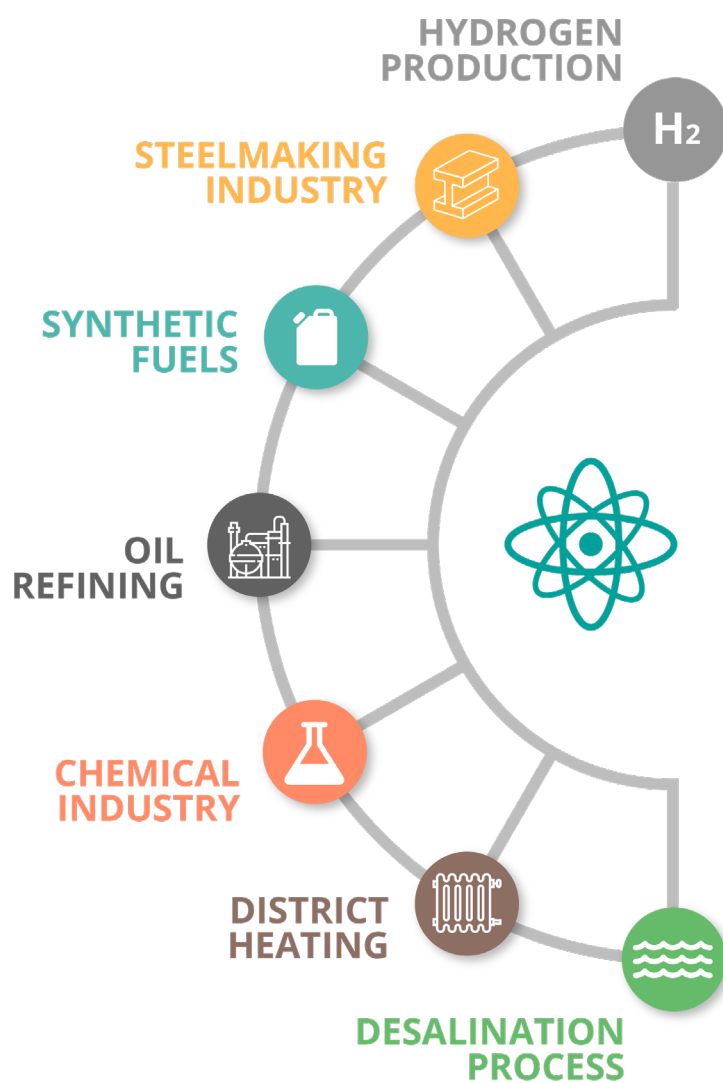 HYDROGEN
PRODUCTION
H2
STEELMAKING
INDUSTRY
SYNTHETIC
FUELS
OIL
REFINING
CHEMICAL
INDUSTRY
DISTRICT
HEATING
DESALINATION
PROCESS